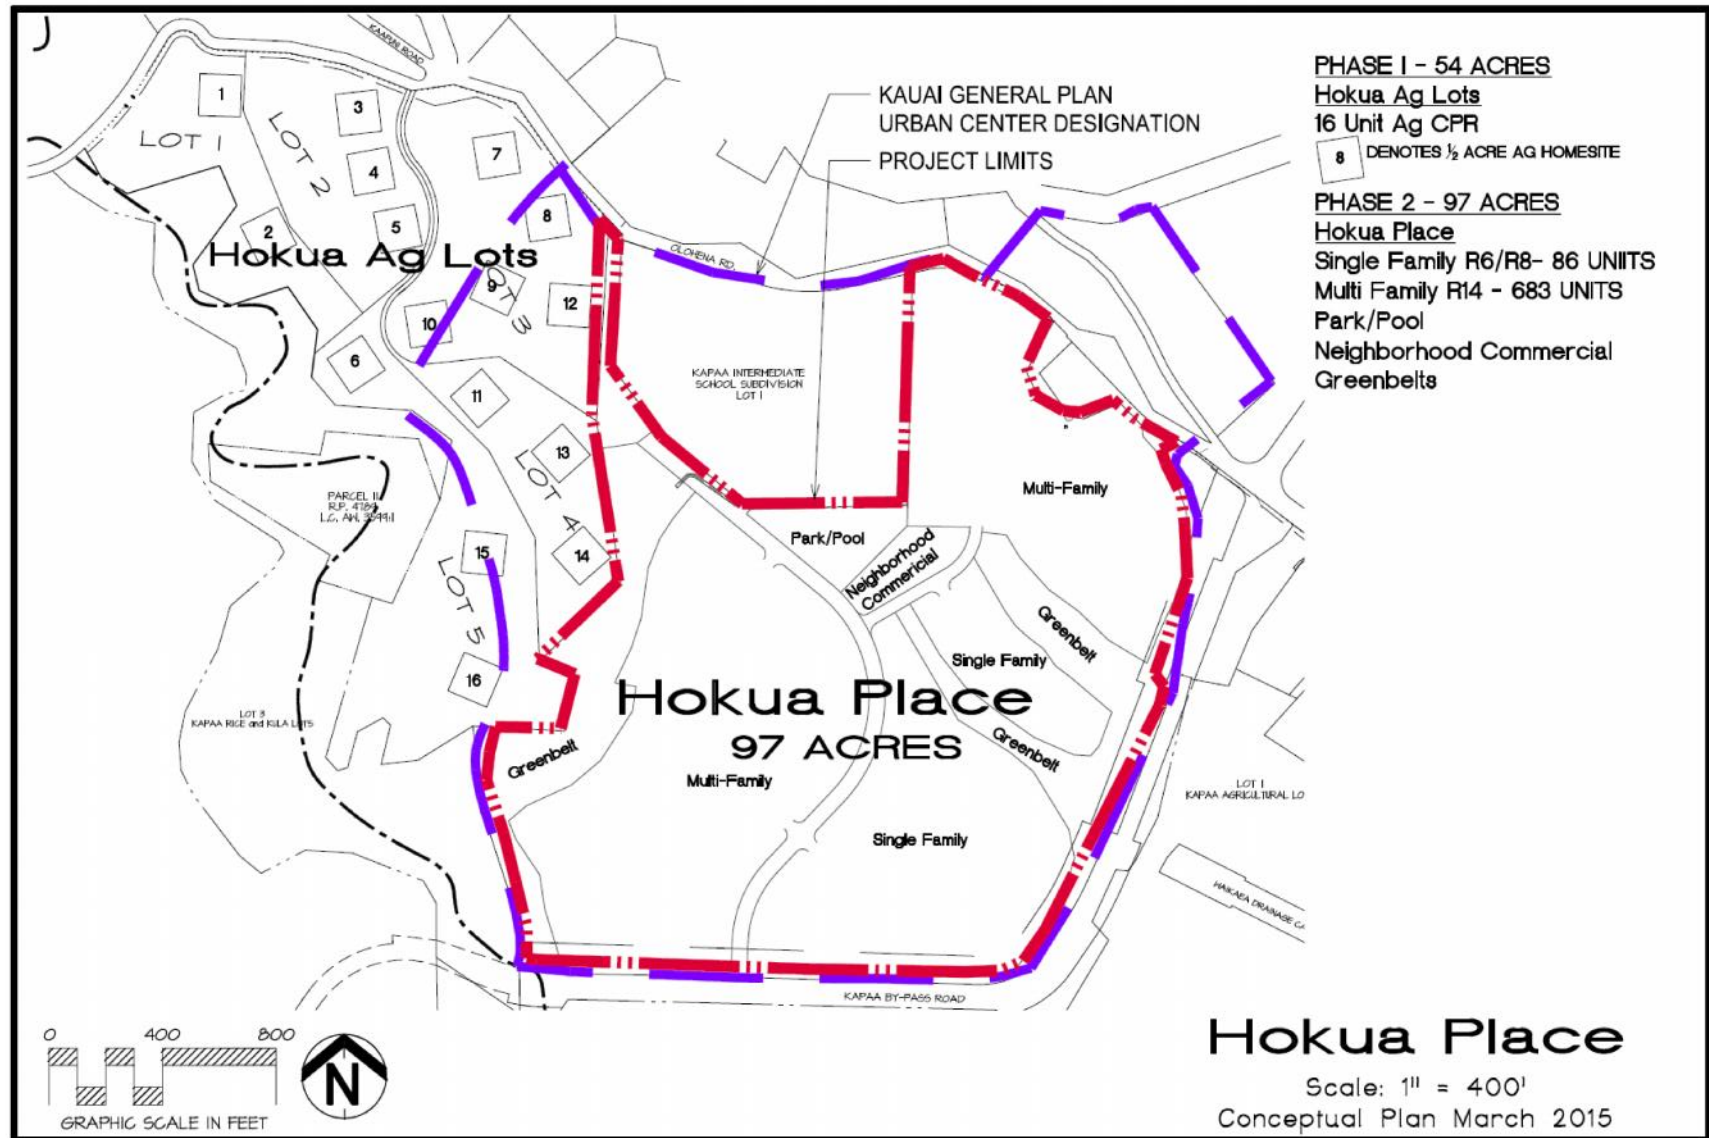 KAAPUNI ROAD
1
LOT 1
LOT 2
3
4
5
2
7
8
Hokua Ag Lots
9
LOT 3
10
12
6
11
13
LOT 4
14
15
LOT 5
16
KAUAI GENERAL PLAN
URBAN CENTER DESIGNATION
PROJECT LIMITS
OLOHENA RD.
KAPAA INTERMEDIATE
SCHOOL SUBDIVISION
LOT 1
PARCEL 11
R.P.
L.C. AW.
LOT 3
KAPAA RICE and KULA LOTS
Multi-Family
Park/Pool
Neighborhood
Commericial
Greenbelt
Single Family
Hokua Place
97 ACRES
Greenbelt
Greenbelt
Multi-Family
Single Family
LOT 1
KAPAA AGRICULTURAL LO
WAIKAEA DRAINAGE CA
KAPAA BY-PASS ROAD
PHASE I - 54 ACRES
Hokua Ag Lots
16 Unit Ag CPR
8 DENOTES ½ ACRE AG HOMESITE
PHASE 2 - 97 ACRES
Hokua Place
Single Family R6/R8- 86 UNIITS
Multi Family R14 - 683 UNITS
Park/Pool
Neighborhood Commercial
Greenbelts
0 400 800
GRAPHIC SCALE IN FEET
N
Hokua Place
Scale: 1" = 400'
Conceptual Plan March 2015